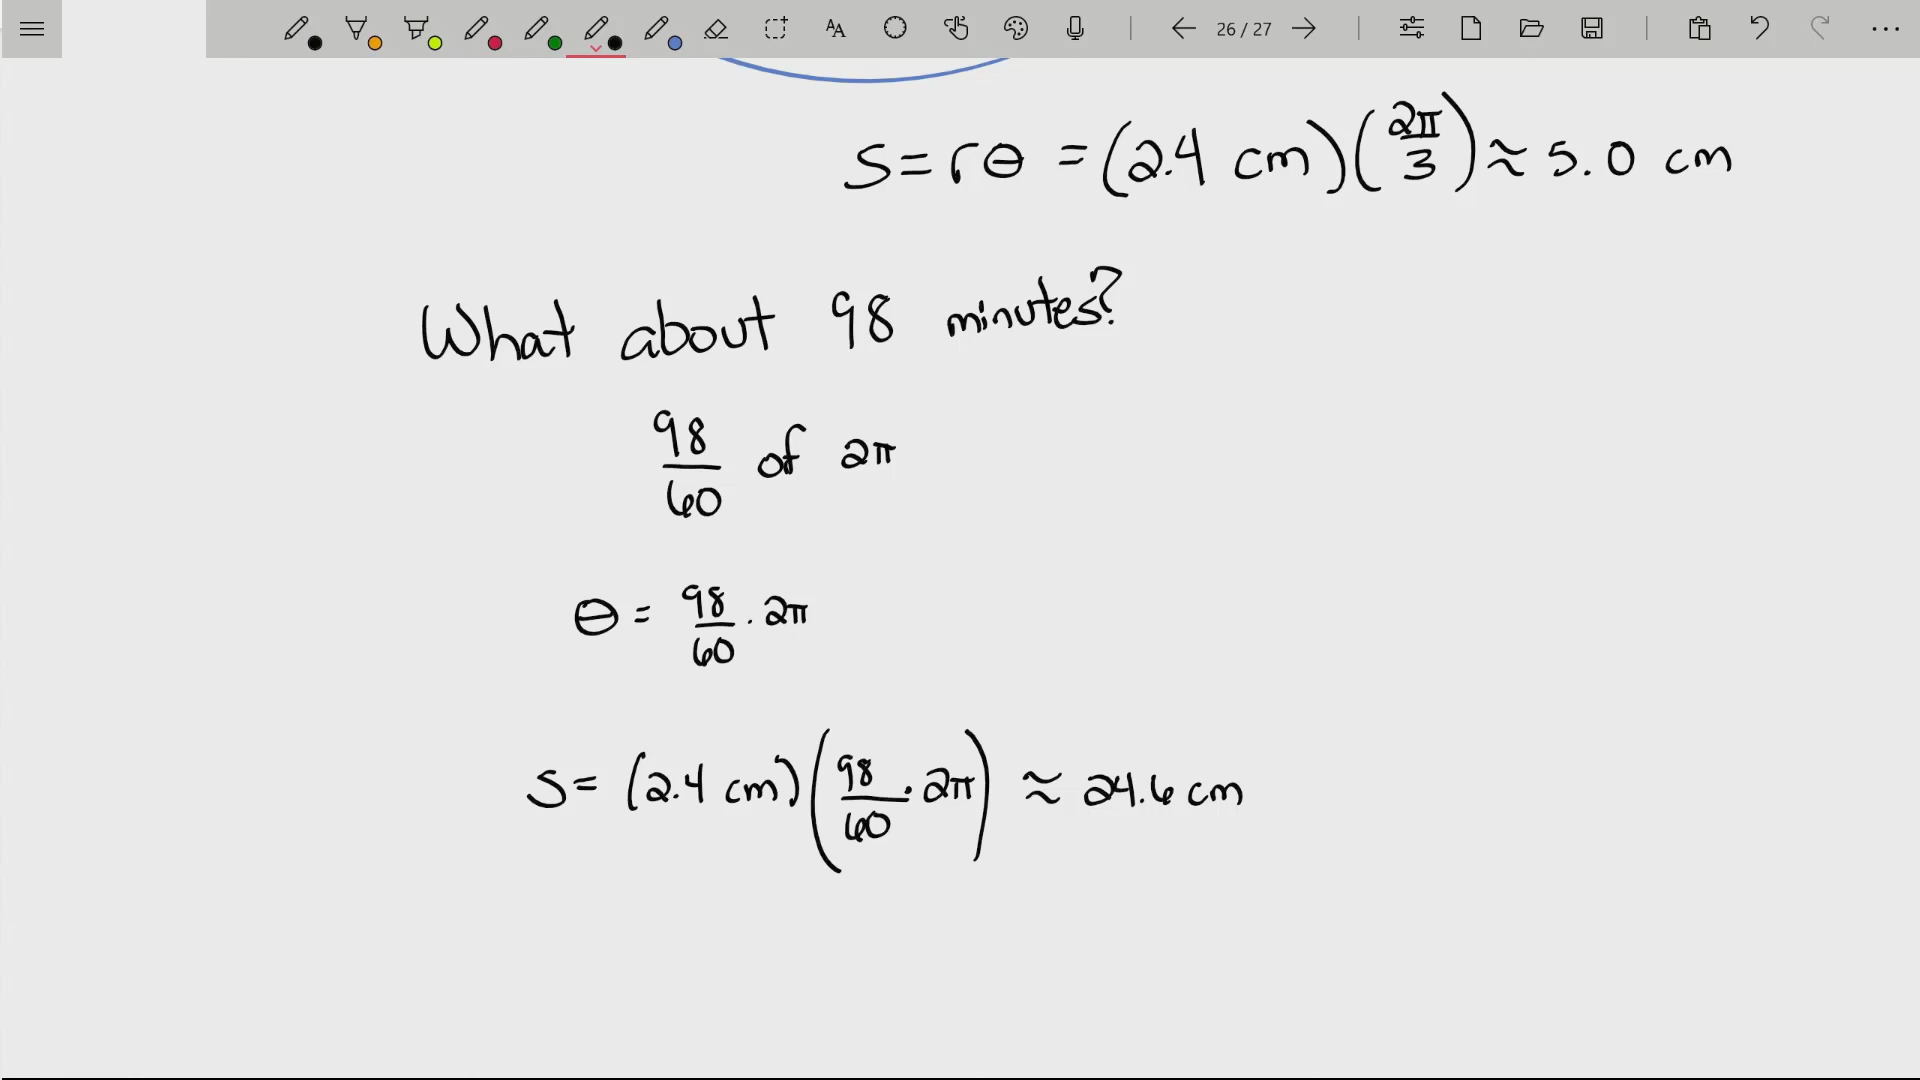 26 / 27
S = rθ = (2.4 cm)(2π/3) ≈ 5.0 cm
What about 98 minutes?
98/60 of 2π
θ = 98/60 · 2π
S = (2.4 cm)(98/60 · 2π) ≈ 24.6 cm